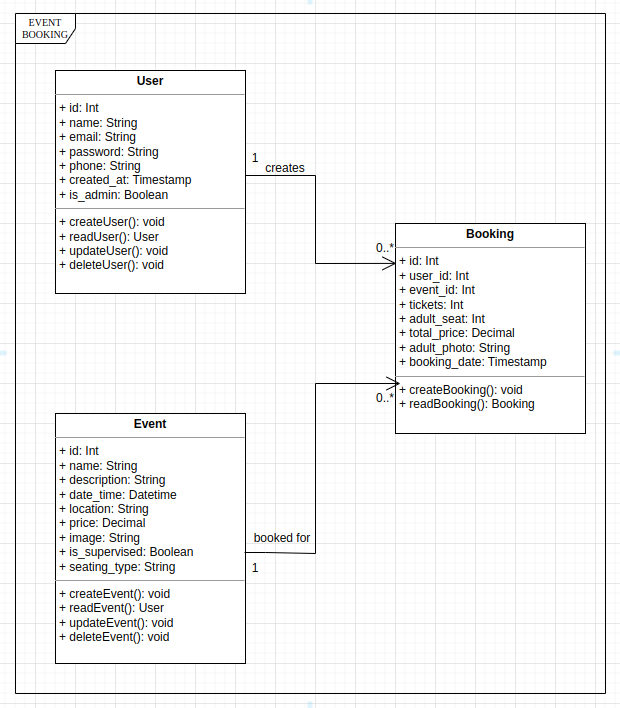 EVENT
BOOKING
User
+ id: Int
+ name: String
+ email: String
+ password: String
+ phone: String
+ created_at: Timestamp
+ is_admin: Boolean
+ createUser(): void
+ readUser(): User
+ updateUser(): void
+ deleteUser(): void
1
creates
0..*
Booking
+ id: Int
+ user_id: Int
+ event_id: Int
+ tickets: Int
+ adult_seat: Int
+ total_price: Decimal
+ adult_photo: String
+ booking_date: Timestamp
+ createBooking(): void
+ readBooking(): Booking
0..*
Event
+ id: Int
+ name: String
+ description: String
+ date_time: Datetime
+ location: String
+ price: Decimal
+ image: String
+ is_supervised: Boolean
+ seating_type: String
+ createEvent(): void
+ readEvent(): User
+ updateEvent(): void
+ deleteEvent(): void
booked for
1